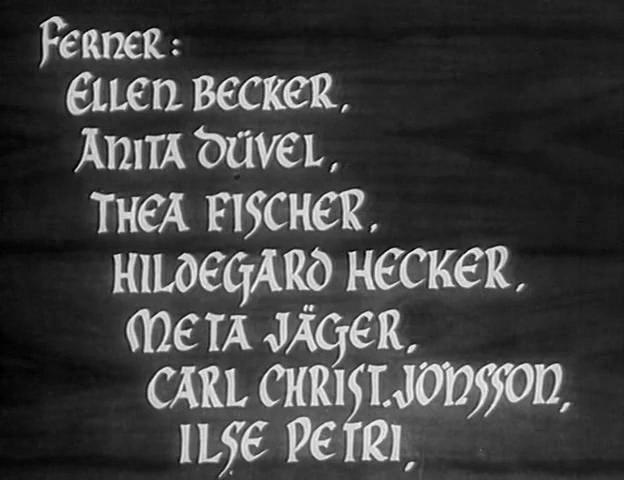 Ferner:
Ellen Becker,
Anita Düvel,
Thea Fischer,
Hildegard Hecker,
Meta Jäger,
Carl Christ. Jönsson,
Ilse Petri,